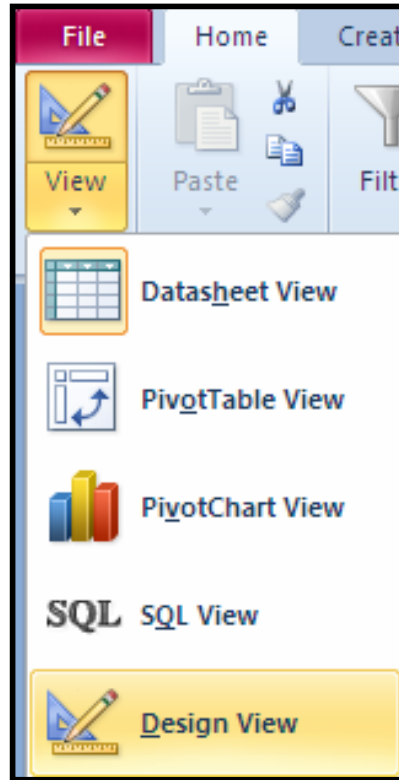 File Home Creat
View Paste Filt
Datasheet View
PivotTable View
PivotChart View
SQL SQL View
Design View